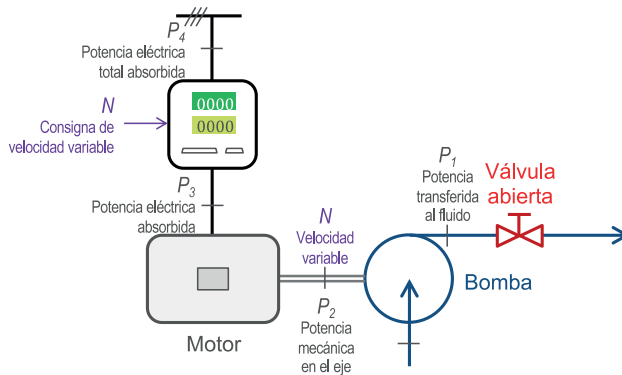 P4
Potencia eléctrica
total absorbida
0000
0000
N
Consigna de
velocidad variable
P3
Potencia eléctrica
absorbida
Motor
N
Velocidad
variable
P2
Potencia
mecánica
en el eje
P1
Potencia
transferida
al fluido
Válvula
abierta
Bomba